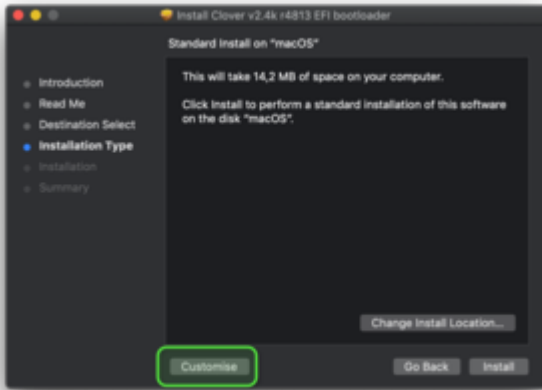 Install Clover v2.4k r4813 EFI bootloader
Standard Install on "macOS"
Introduction
Read Me
Destination Select
Installation Type
Installation
Summary
This will take 14,2 MB of space on your computer.
Click Install to perform a standard installation of this software
on the disk "macOS".
Change Install Location...
Customise
Go Back
Install